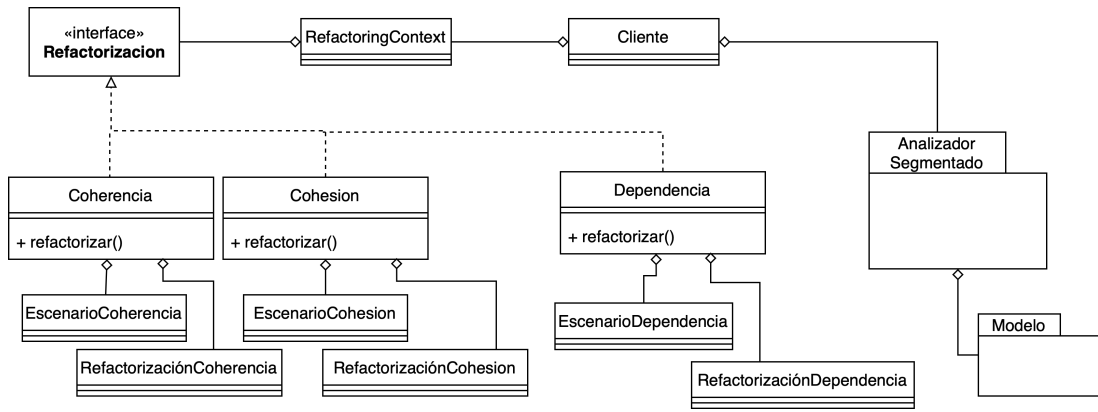 «interface»
Refactorizacion
RefactoringContext
Cliente
Analizador
Segmentado
Coherencia
+ refactorizar()
Cohesion
+ refactorizar()
Dependencia
+ refactorizar()
EscenarioCoherencia
RefactorizaciónCoherencia
EscenarioCohesion
RefactorizaciónCohesion
EscenarioDependencia
RefactorizaciónDependencia
Modelo